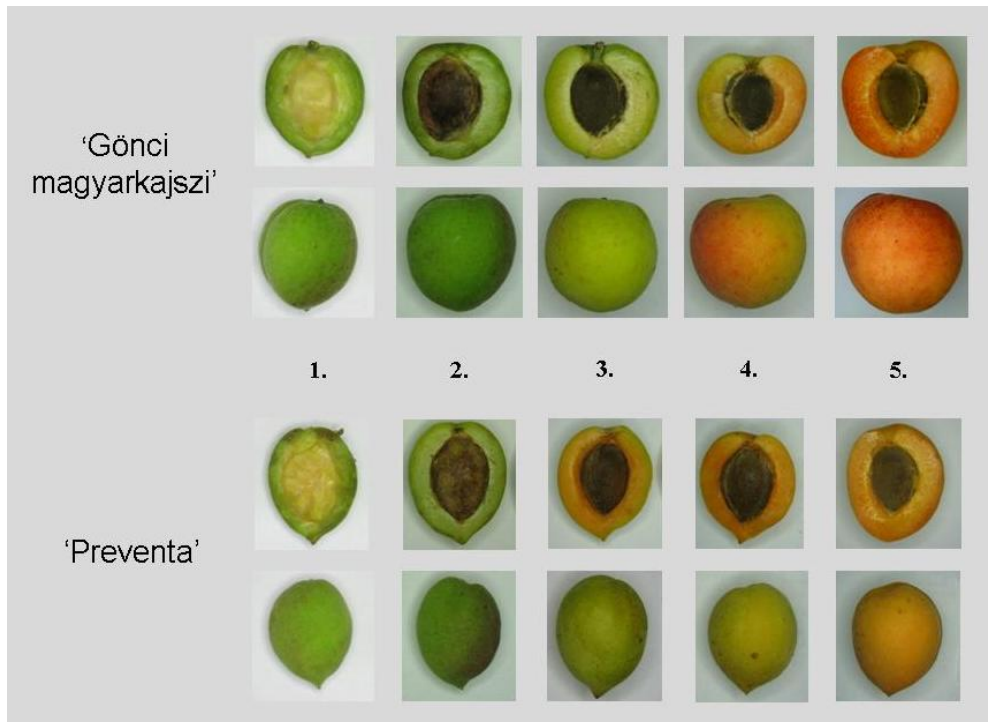 ‘Gönci
magyarkajszi’
1. 2. 3. 4. 5.
‘Preventa’